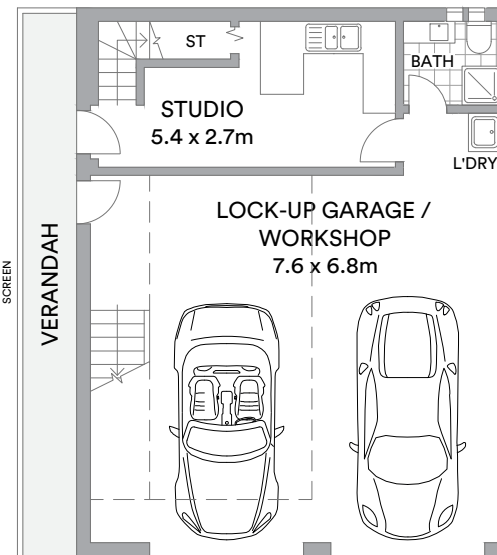 ST
BATH
STUDIO
5.4 x 2.7m
L'DRY
LOCK-UP GARAGE /
WORKSHOP
7.6 x 6.8m
VERANDAH
SCREEN